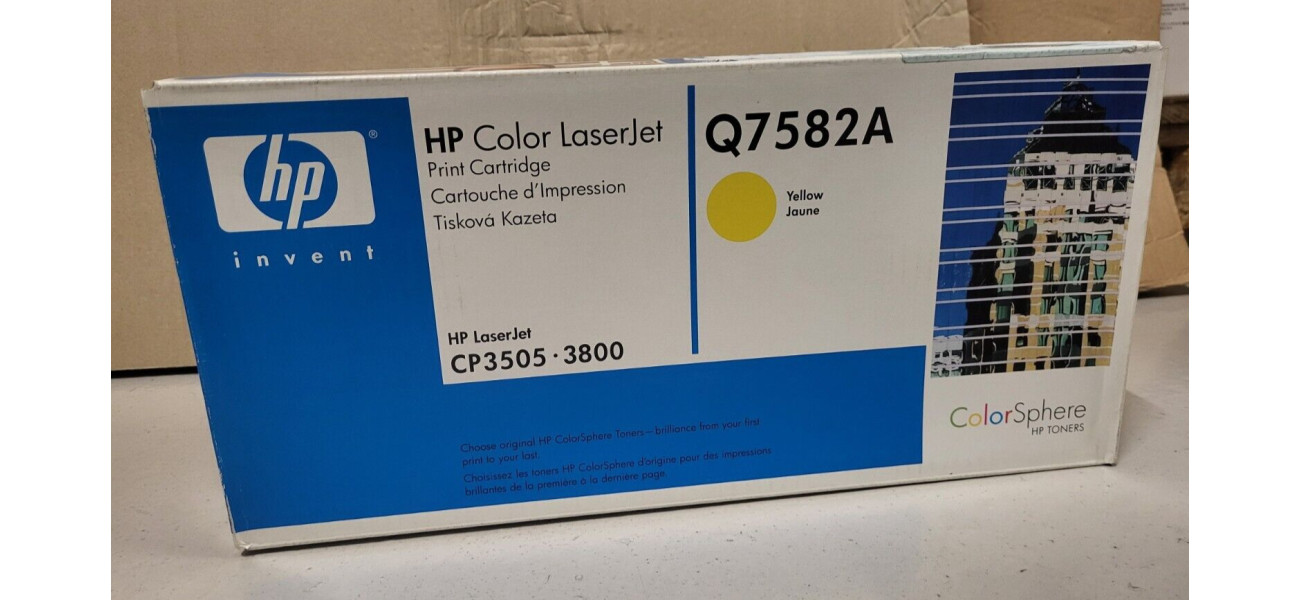 hp
®
invent
HP Color LaserJet
Print Cartridge
Cartouche d'Impression
Tisková Kazeta
HP LaserJet
CP3505 · 3800
Q7582A
Yellow
Jaune
Choose original HP ColorSphere Toners – brilliance from your first
print to your last.
Choisissez les toners HP ColorSphere d'origine pour des impressions
brillantes de la première à la dernière page.
ColorSphere
HP TONERS